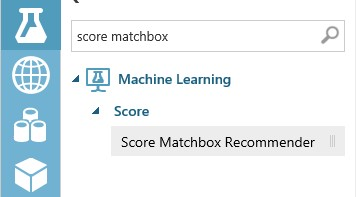 score matchbox
Machine Learning
Score
Score Matchbox Recommender